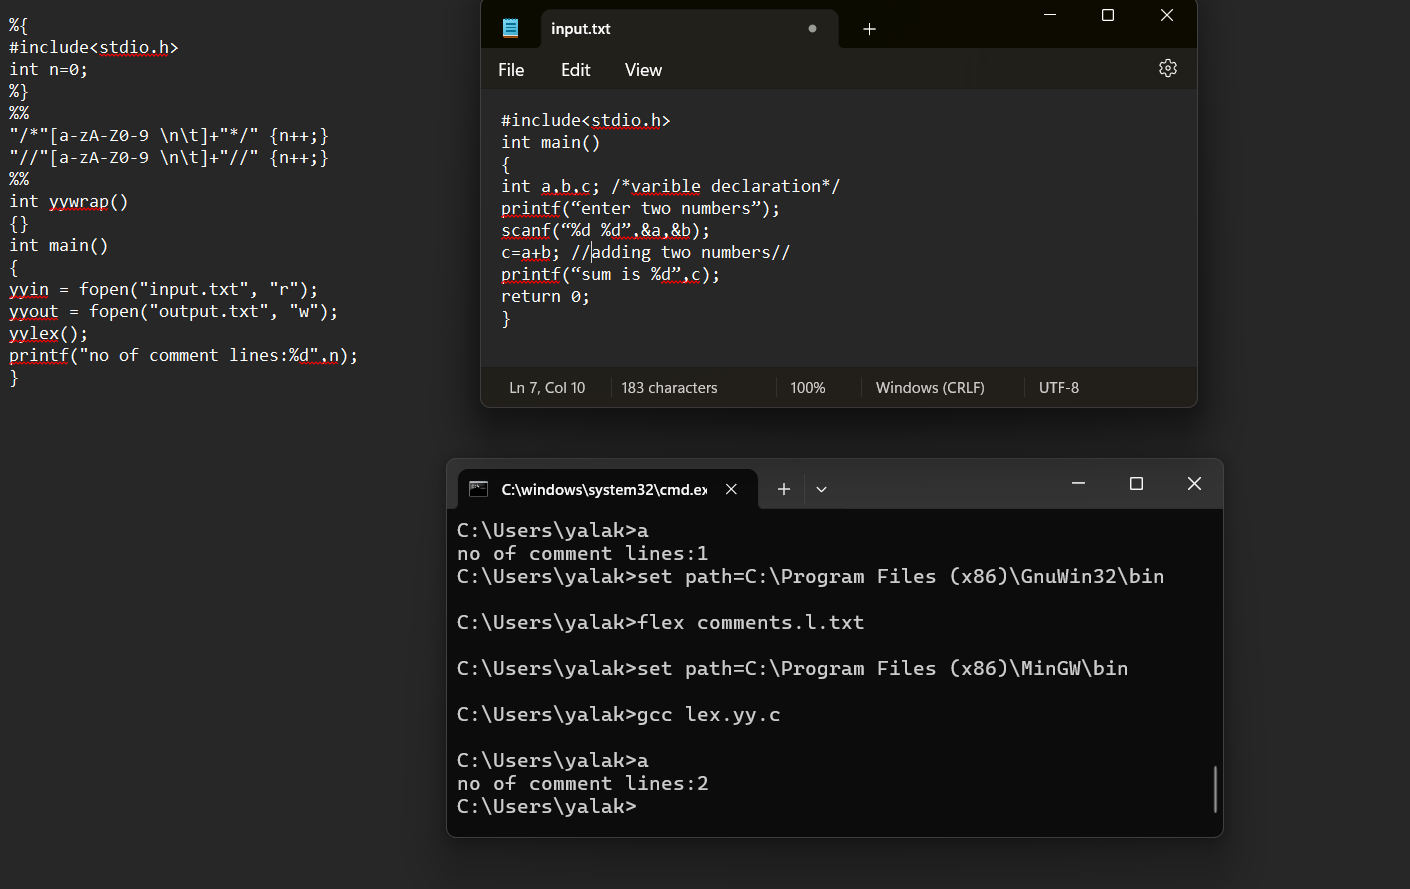 %{
#include<stdio.h>
int n=0;
%}
%%
"/*"[a-zA-Z0-9 \n\t]+"*/" {n++;}
"//"[a-zA-Z0-9 \n\t]+"//" {n++;}
%%
int yywrap()
{}
int main()
{
yyin = fopen("input.txt", "r");
yyout = fopen("output.txt", "w");
yylex();
printf("no of comment lines:%d",n);
}
input.txt
File Edit View
#include<stdio.h>
int main()
{
int a,b,c; /*varible declaration*/
printf(“enter two numbers”);
scanf(“%d %d”,&a,&b);
c=a+b; //adding two numbers//
printf(“sum is %d”,c);
return 0;
}
Ln 7, Col 10 183 characters 100% Windows (CRLF) UTF-8
C:\windows\system32\cmd.ex
C:\Users\yalak>a
no of comment lines:1
C:\Users\yalak>set path=C:\Program Files (x86)\GnuWin32\bin
C:\Users\yalak>flex comments.l.txt
C:\Users\yalak>set path=C:\Program Files (x86)\MinGW\bin
C:\Users\yalak>gcc lex.yy.c
C:\Users\yalak>a
no of comment lines:2
C:\Users\yalak>